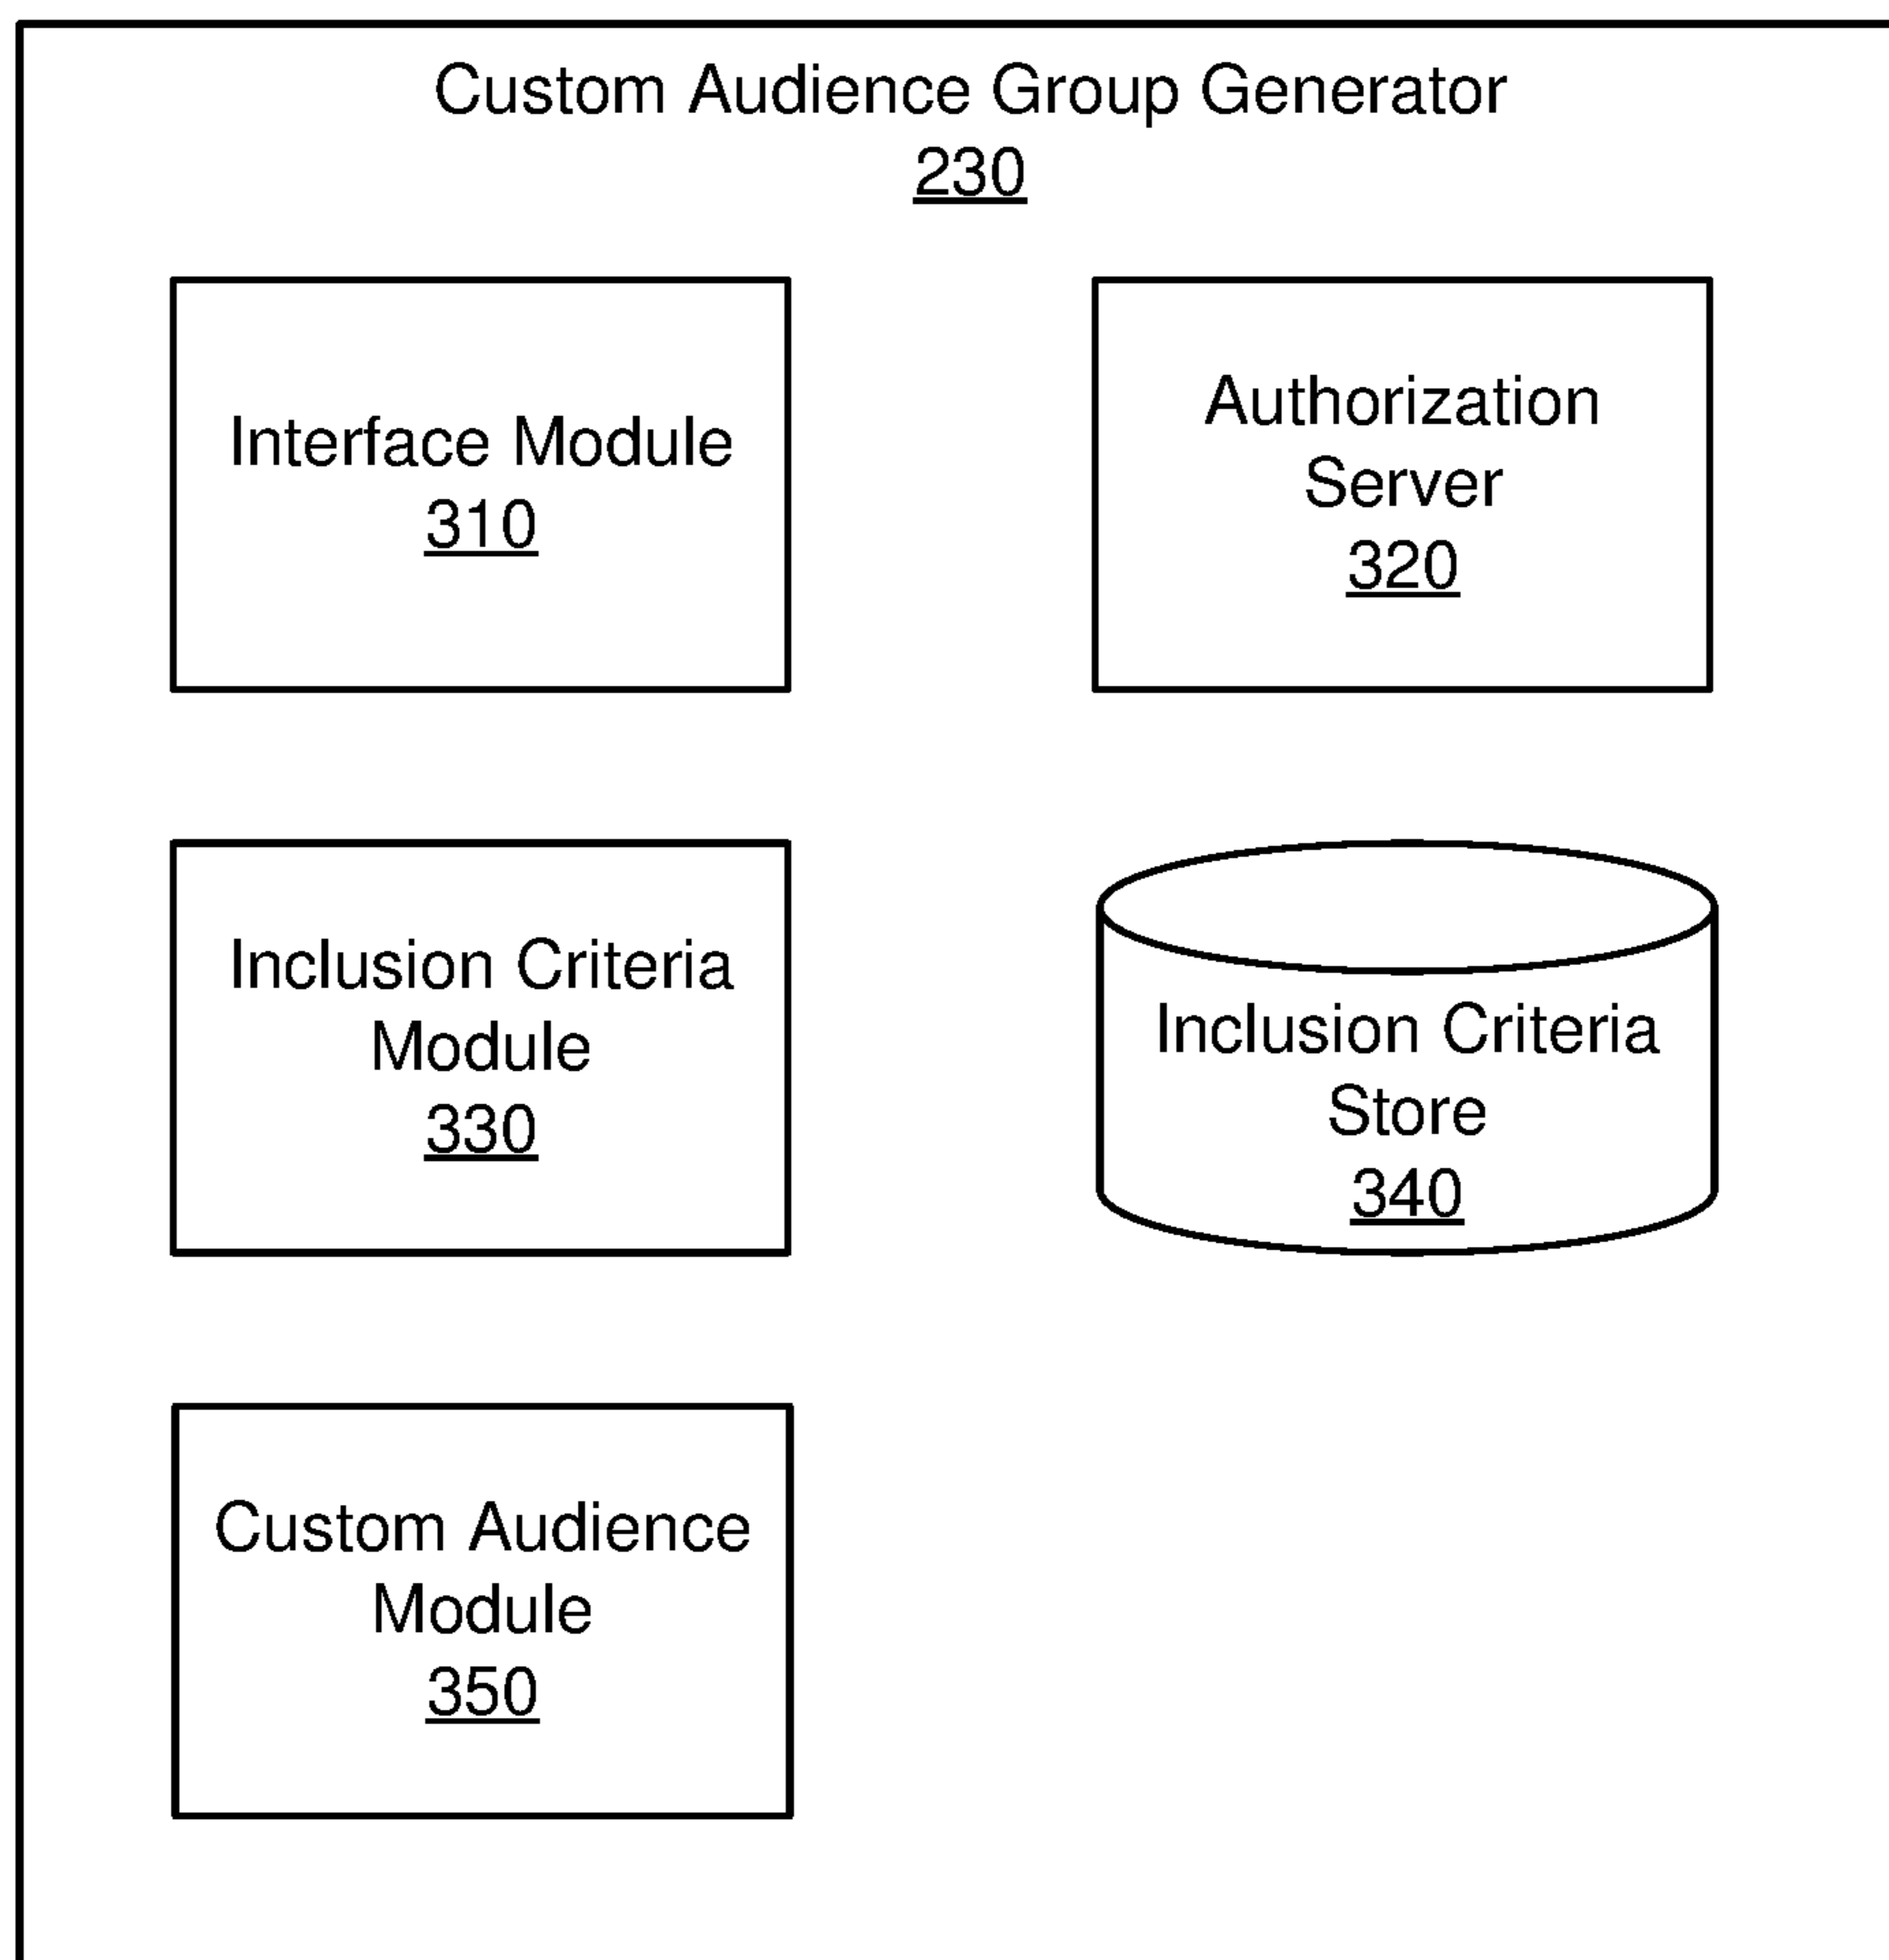 Custom Audience Group Generator
230
Interface Module
310
Authorization
Server
320
Inclusion Criteria
Module
330
Inclusion Criteria
Store
340
Custom Audience
Module
350